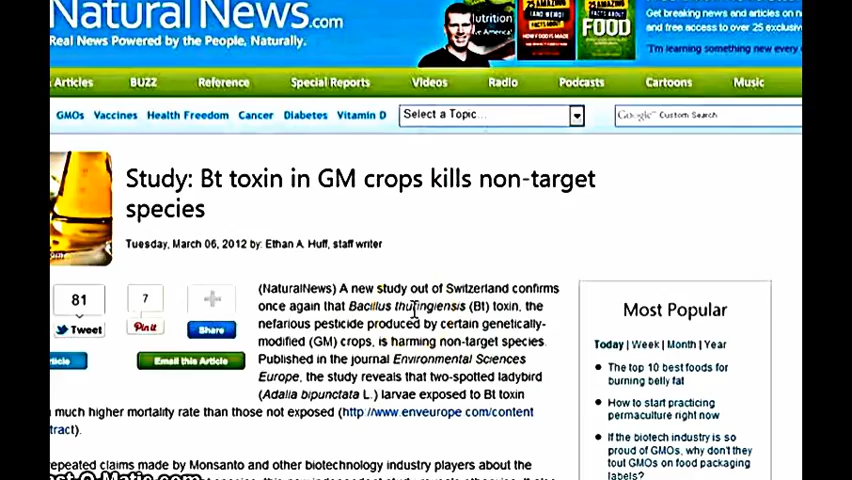 NaturalNews.com
Real News Powered by the People, Naturally.
Nutrition
America!
25 AMAZING
FACTS ABOUT
FOOD
Get breaking news and articles on n
and free access to over 25 exclusiv
"I'm learning something new every
Articles BUZZ Reference Special Reports Videos Radio Podcasts Cartoons Music
GMOs Vaccines Health Freedom Cancer Diabetes Vitamin D Select a Topic... Google Custom Search
Study: Bt toxin in GM crops kills non-target
species
Tuesday, March 06, 2012 by: Ethan A. Huff, staff writer
81
7
Tweet
Pin it
Share
Email this Article
(NaturalNews) A new study out of Switzerland confirms
once again that Bacillus thuringiensis (Bt) toxin, the
nefarious pesticide produced by certain genetically-
modified (GM) crops, is harming non-target species.
Published in the journal Environmental Sciences
Europe, the study reveals that two-spotted ladybird
(Adalia bipunctata L.) larvae exposed to Bt toxin
much higher mortality rate than those not exposed (http://www.enveurope.com/content
tract).
repeated claims made by Monsanto and other biotechnology industry players about the
Most Popular
Today | Week | Month | Year
The top 10 best foods for
burning belly fat
How to start practicing
permaculture right now
If the biotech industry is so
proud of GMOs, why don't they
tout GMOs on food packaging
labels?